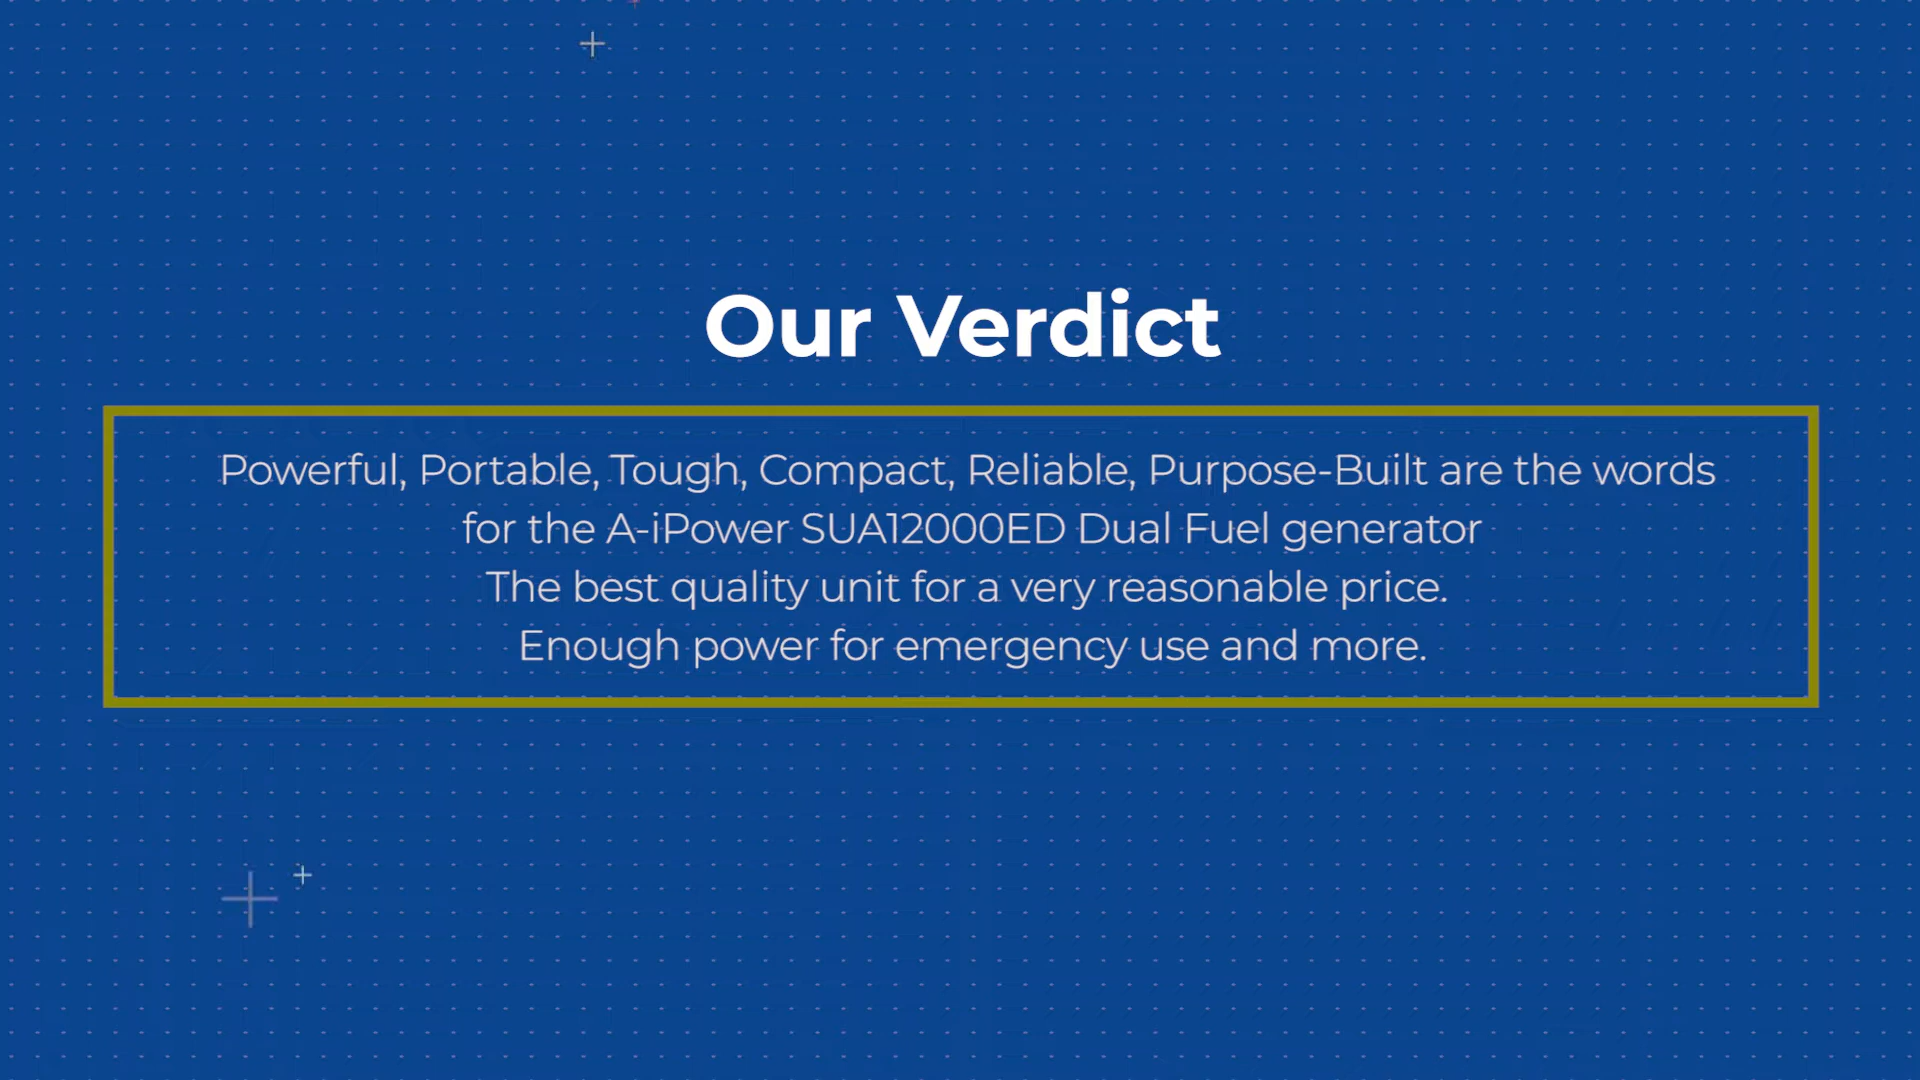 Our Verdict
Powerful, Portable, Tough, Compact, Reliable, Purpose-Built are the words
for the A-iPower SUA12000ED Dual Fuel generator
The best quality unit for a very reasonable price.
Enough power for emergency use and more.